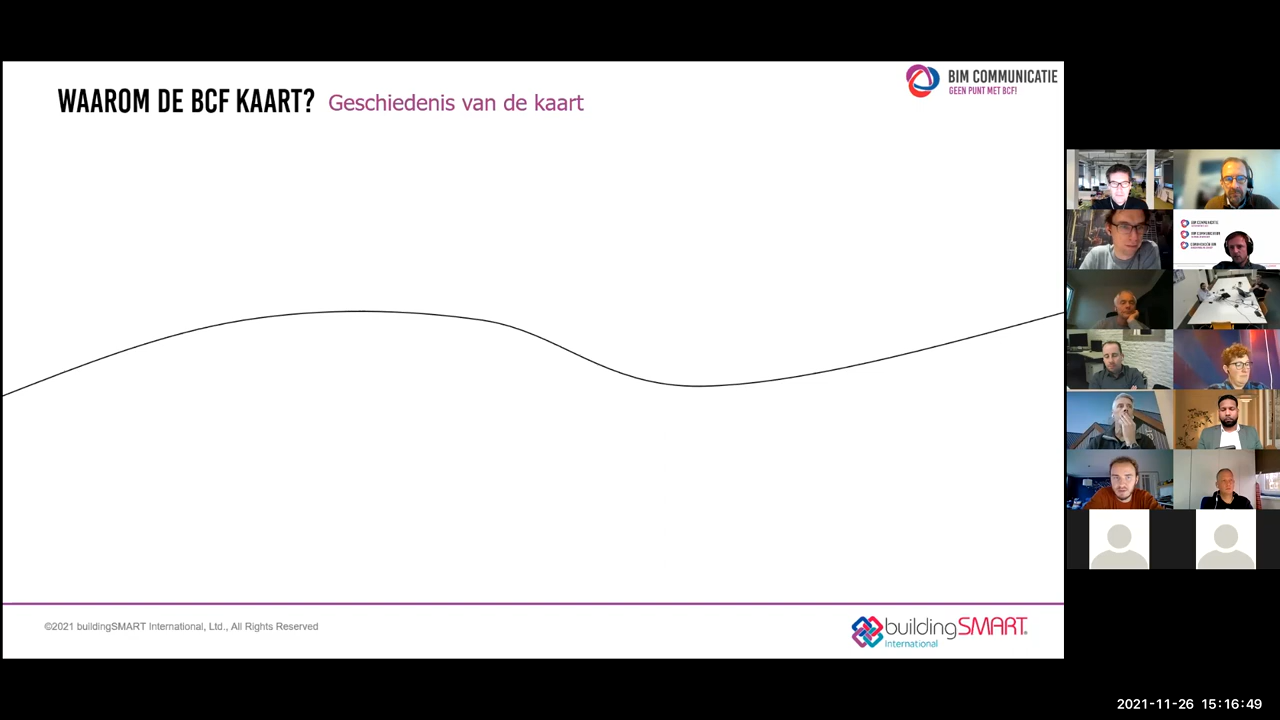 WAAROM DE BCF KAART? Geschiedenis van de kaart
BIM COMMUNICATIE
GEEN PUNT MET BCF!
©2021 buildingSMART International, Ltd., All Rights Reserved
buildingSMART
International
2021-11-26 15:16:49